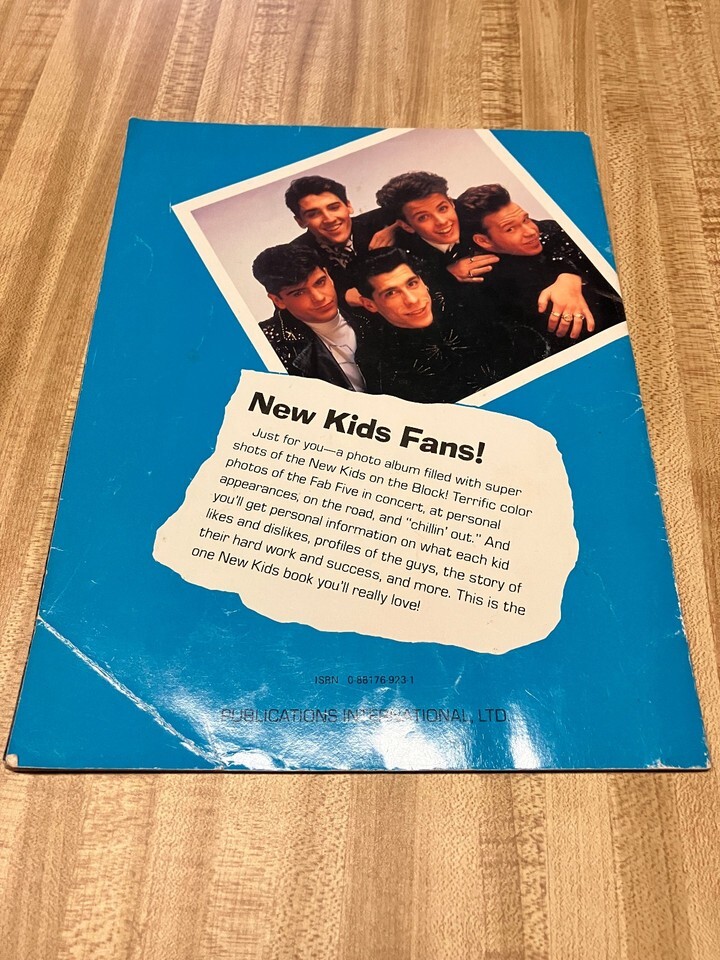 New Kids Fans!
Just for you—a photo album filled with super
shots of the New Kids on the Block! Terrific color
photos of the Fab Five in concert, at personal
appearances, on the road, and "chillin' out." And
you'll get personal information on what each kid
likes and dislikes, profiles of the guys, the story of
their hard work and success, and more. This is the
one New Kids book you'll really love!
ISBN 0-88176-923-1
PUBLICATIONS INTERNATIONAL, LTD.